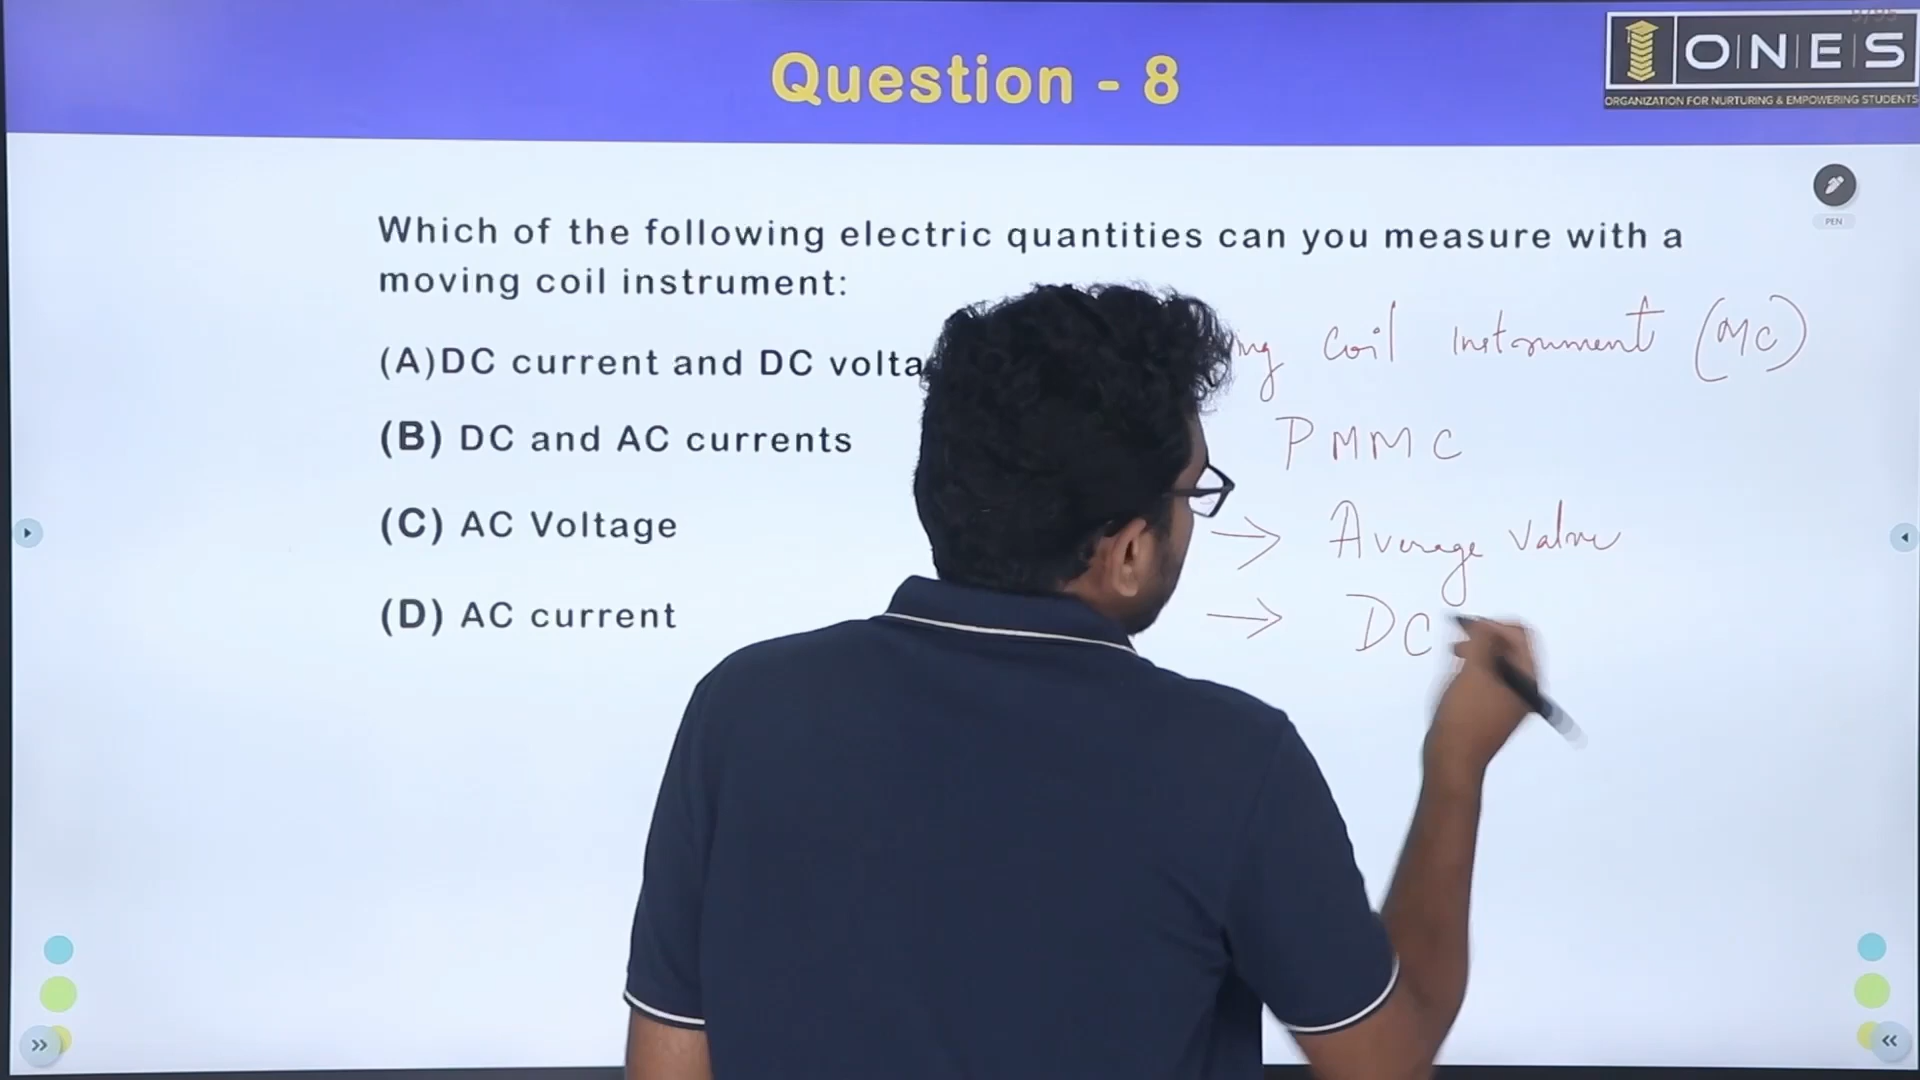 Question - 8
ONES
ORGANIZATION FOR NURTURING & EMPOWERING STUDENTS
PEN
Which of the following electric quantities can you measure with a
moving coil instrument:
ng coil instrument (MC)
(A)DC current and DC volta
(B) DC and AC currents
PMMC
(C) AC Voltage
→ Average value
(D) AC current
→ DC